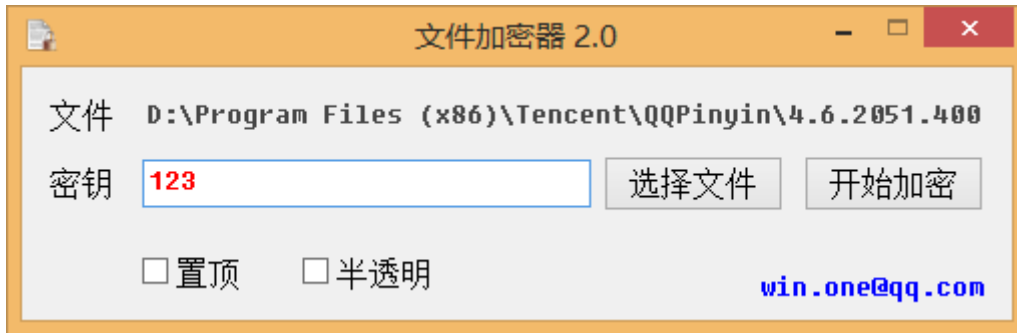 文件加密器 2.0
文件 D:\Program Files (x86)\Tencent\QQPinyin\4.6.2051.400
密钥 123 选择文件 开始加密
置顶 半透明
win.one@qq.com